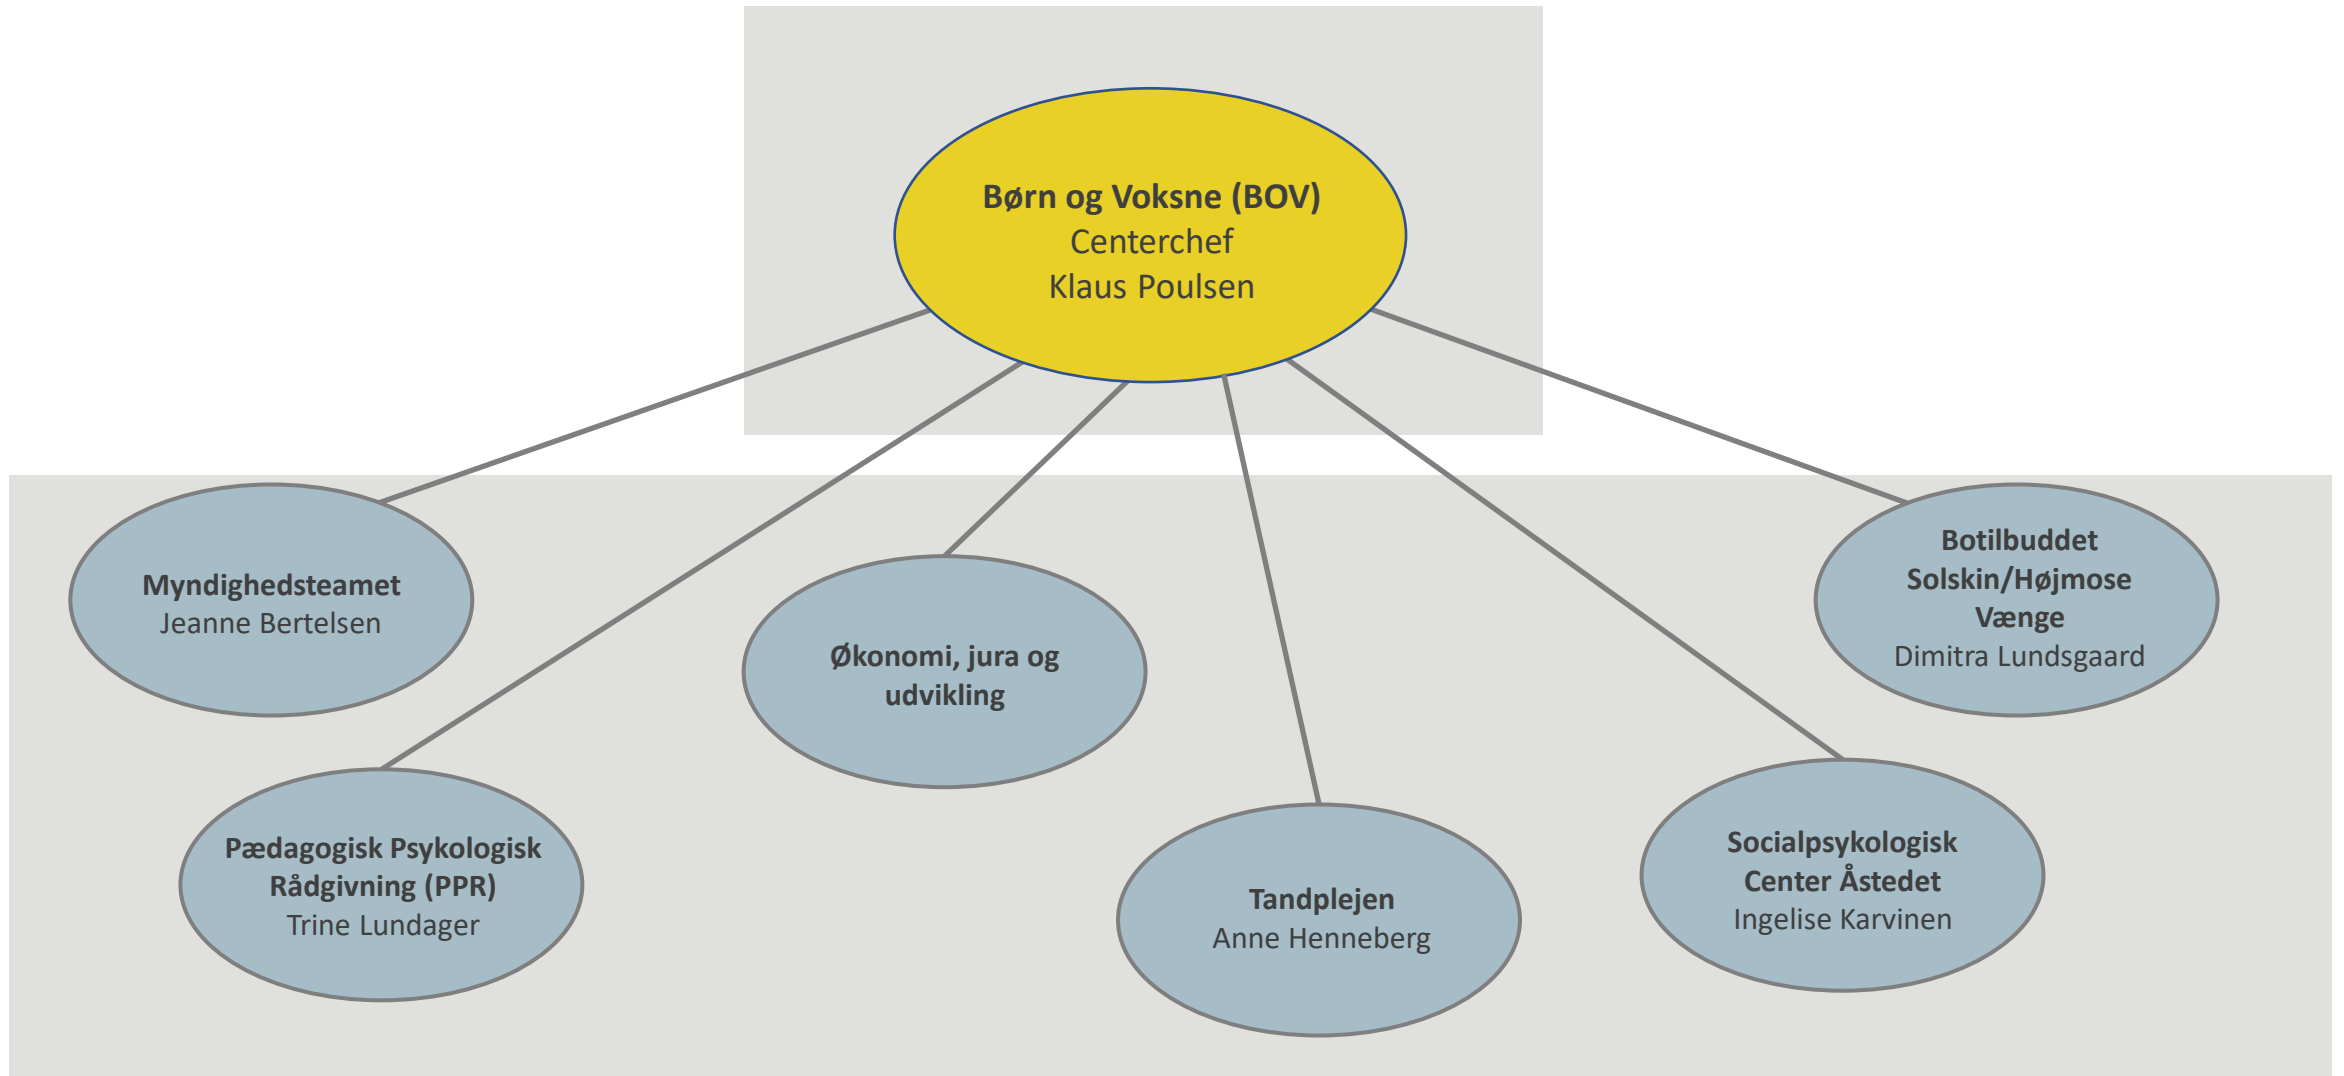 Børn og Voksne (BOV)
Centerchef
Klaus Poulsen
Myndighedsteamet
Jeanne Bertelsen
Pædagogisk Psykologisk
Rådgivning (PPR)
Trine Lundager
Økonomi, jura og
udvikling
Tandplejen
Anne Henneberg
Socialpsykologisk
Center Åstedet
Ingelise Karvinen
Botilbuddet
Solskin/Højmose
Vænge
Dimitra Lundsgaard